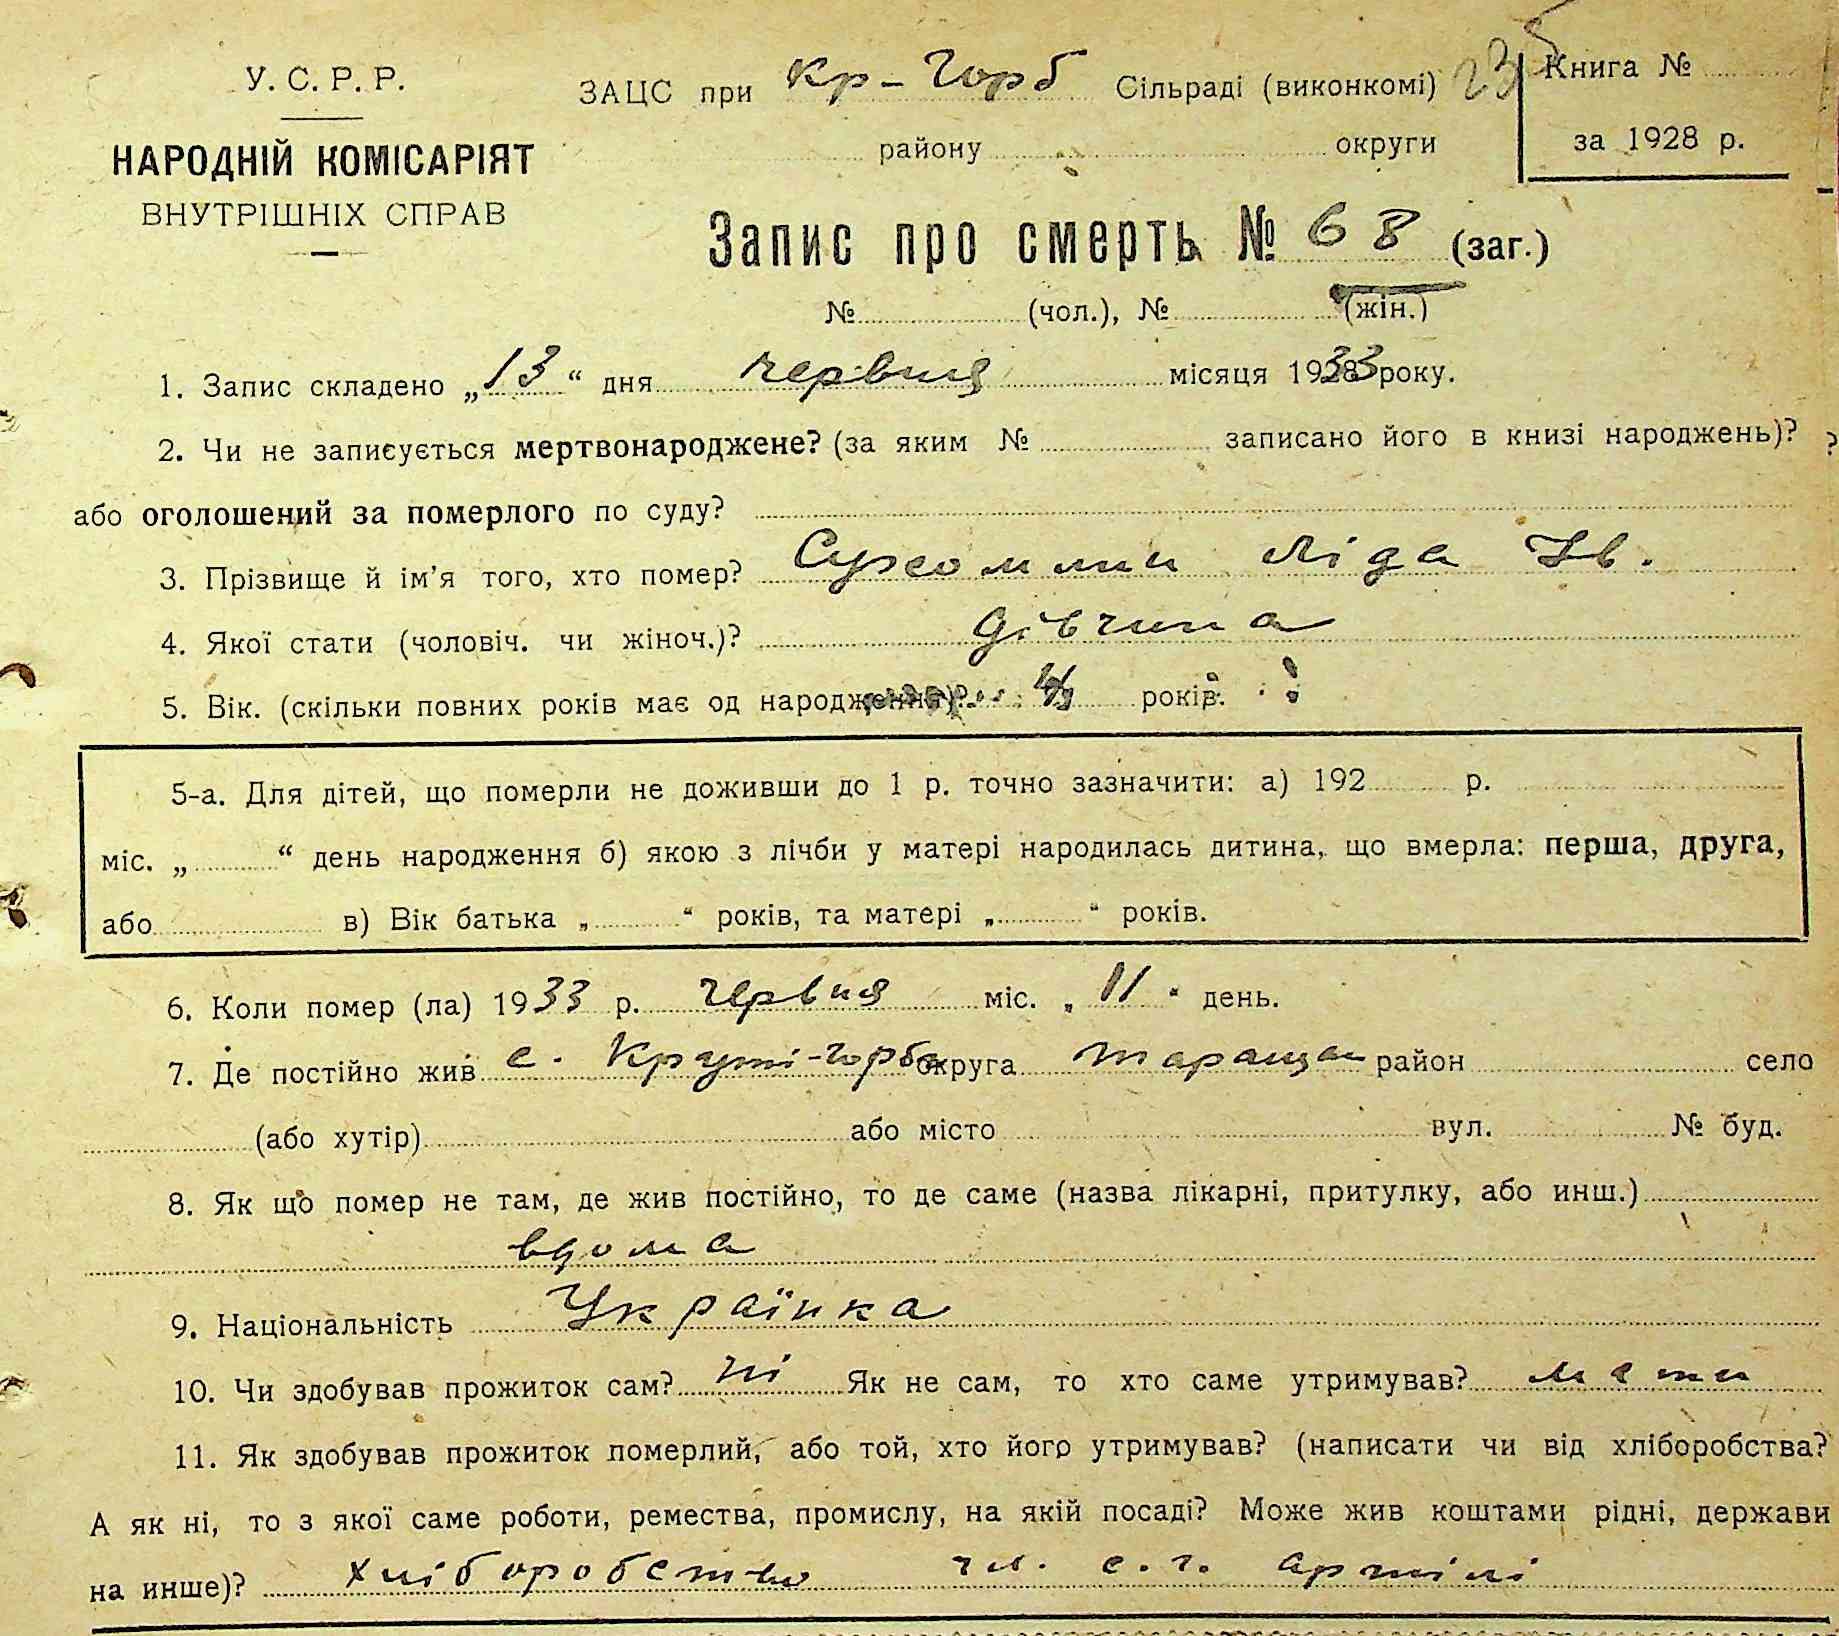 У. С. Р. Р.
НАРОДНІЙ КОМІСАРІЯТ
ВНУТРІШНІХ СПРАВ
ЗАЦС при Кр-Горб Сільраді (виконкомі)
району округи
Книга №
за 1928 р.
Запис про смерть № 68 (заг.)
№ (чол.), № (жін.)
1. Запис складено „13“ дня червня місяця 1933 року.
2. Чи не записується мертвонароджене? (за яким № записано його в книзі народжень)?
або оголошений за померлого по суду?
3. Прізвище й ім’я того, хто помер? Сухомлин Ліда Ів.
4. Якої стати (чоловіч. чи жіноч.)? дівчина
5. Вік. (скільки повних років має од народження)? років.
5-а. Для дітей, що померли не доживши до 1 р. точно зазначити: а) 192 р.
міс. „ “ день народження б) якою з лічби у матері народилась дитина, що вмерла: перша, друга,
або в) Вік батька „ “ років, та матері „ “ років.
6. Коли помер (ла) 1933 р. червня міс. „11“ день.
7. Де постійно жив с. Круті-Горби округа Таращан район село
(або хутір) або місто вул. № буд.
8. Як що помер не там, де жив постійно, то де саме (назва лікарні, притулку, або инш.)
вдома
9. Національність Українка
10. Чи здобував прожиток сам? ні Як не сам, то хто саме утримував? мати
11. Як здобував прожиток померлий, або той, хто його утримував? (написати чи від хліборобства?
А як ні, то з якої саме роботи, ремества, промислу, на якій посаді? Може жив коштами рідні, держави
на инше)? хліборобство чл. с.г. артілі